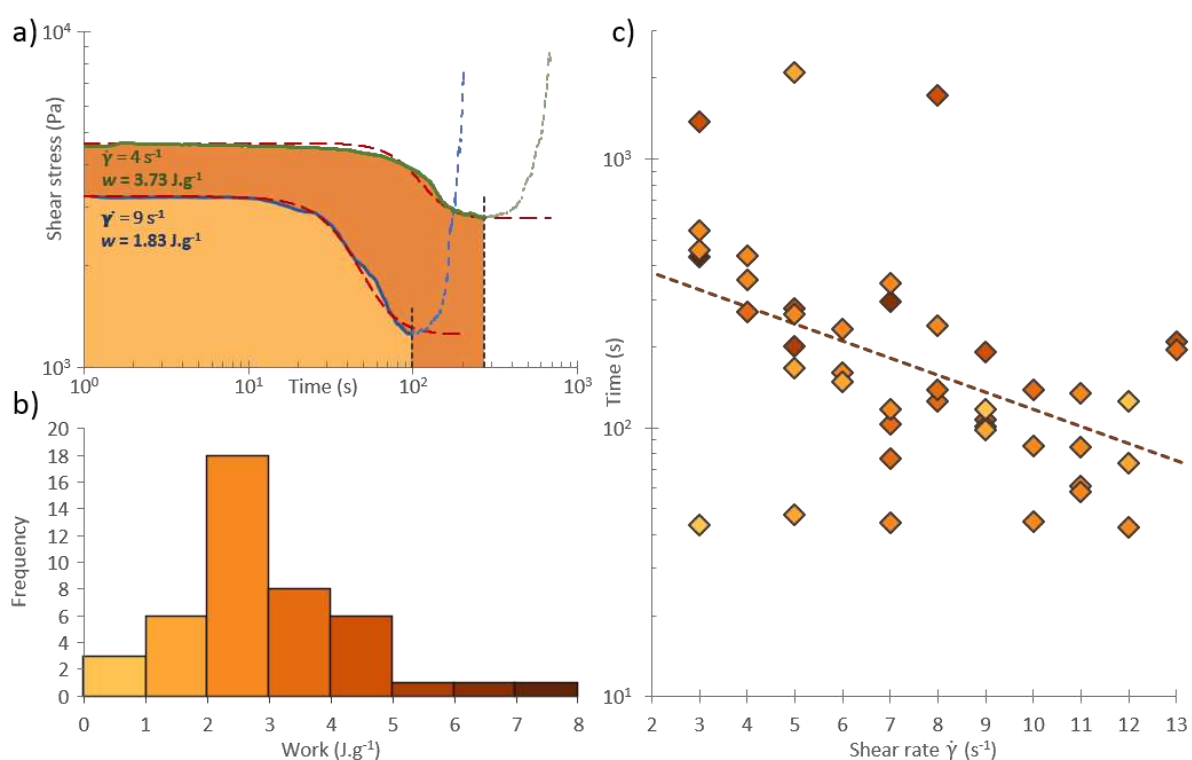 a)
10⁴
Shear stress (Pa)
γ̇ = 4 s⁻¹
w = 3.73 J.g⁻¹
γ̇ = 9 s⁻¹
w = 1.83 J.g⁻¹
10³
10⁰ 10¹ Time (s) 10² 10³
b)
20
18
16
14
12
10
8
6
4
2
0
Frequency
0 1 2 3 4 5 6 7 8
Work (J.g⁻¹)
c)
10³
Time (s)
10²
10¹
2 3 4 5 6 7 8 9 10 11 12 13
Shear rate γ̇ (s⁻¹)